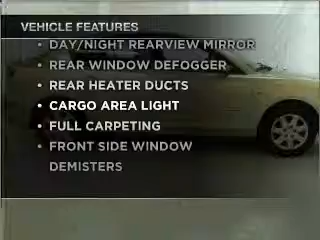 VEHICLE FEATURES
• DAY/NIGHT REARVIEW MIRROR
• REAR WINDOW DEFOGGER
• REAR HEATER DUCTS
• CARGO AREA LIGHT
• FULL CARPETING
• FRONT SIDE WINDOW
DEMISTERS